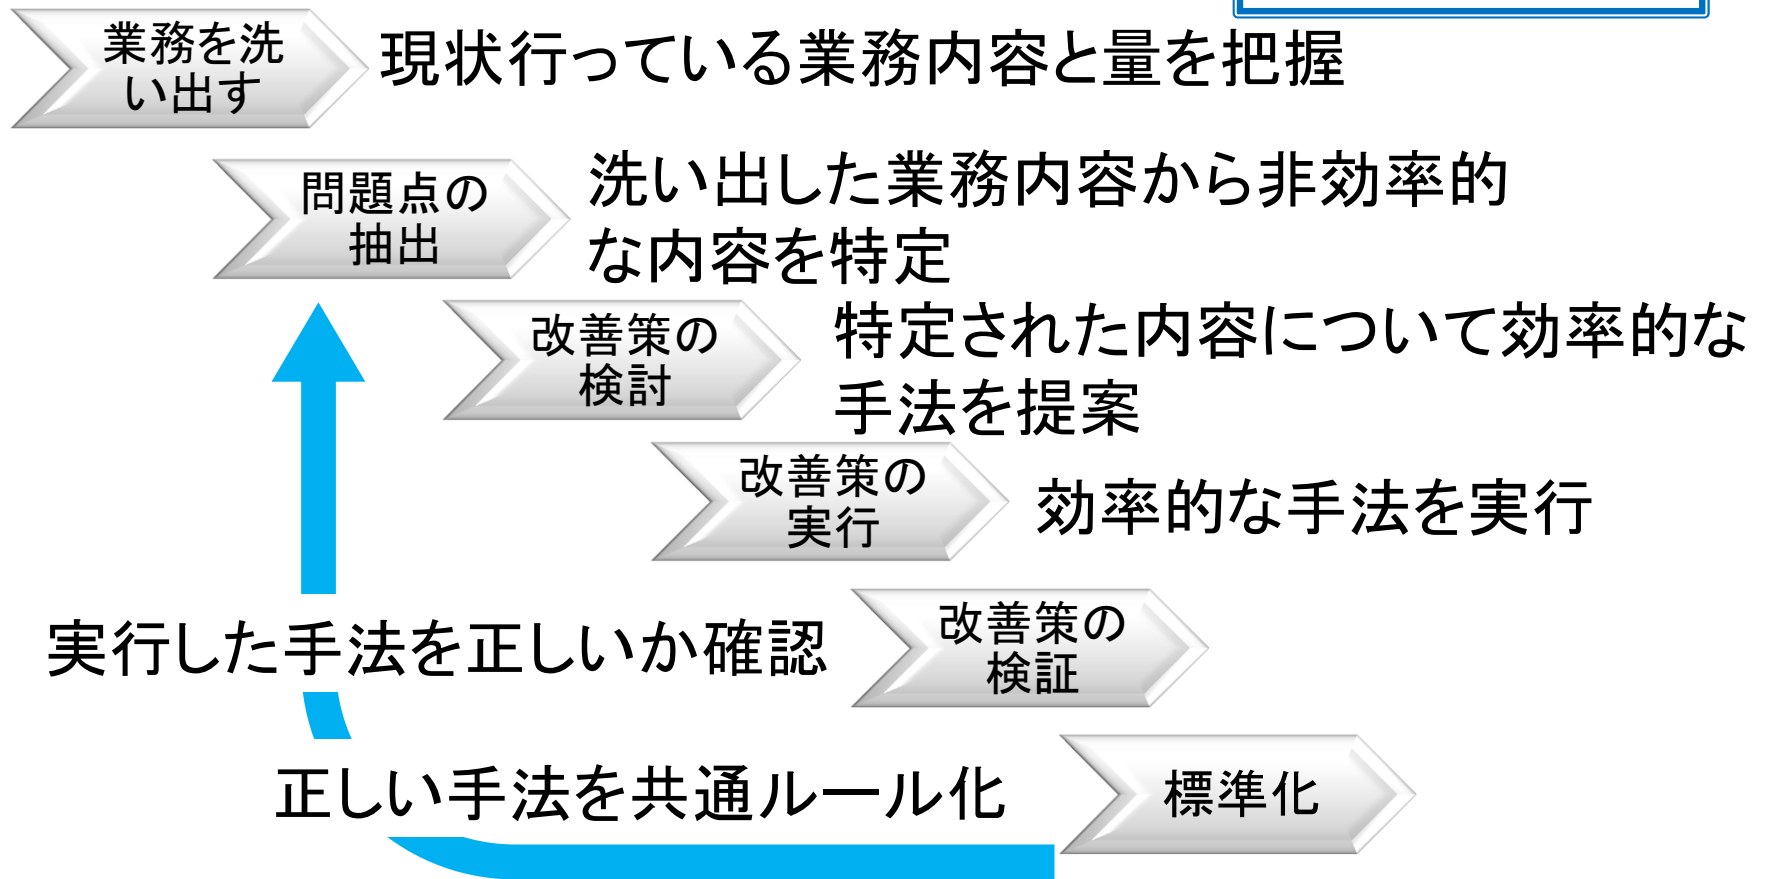 業務を洗
い出す
現状行っている業務内容と量を把握
問題点の
抽出
洗い出した業務内容から非効率的
な内容を特定
改善策の
検討
特定された内容について効率的な
手法を提案
改善策の
実行
効率的な手法を実行
実行した手法を正しいか確認
改善策の
検証
正しい手法を共通ルール化
標準化